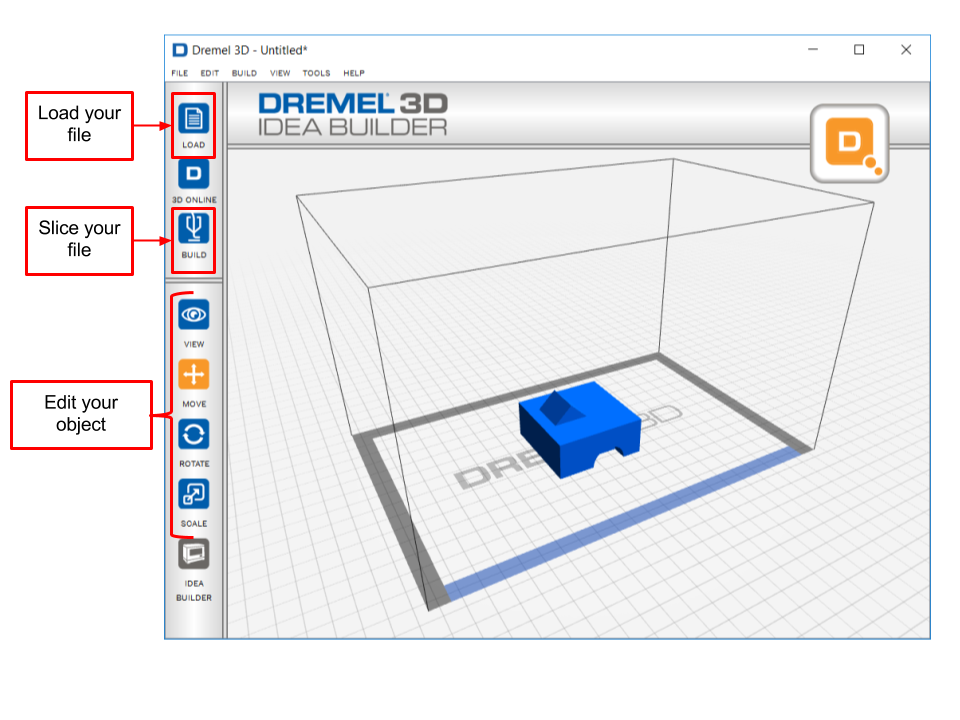 Dremel 3D - Untitled*
FILE EDIT BUILD VIEW TOOLS HELP
DREMEL 3D
IDEA BUILDER
Load your
file
LOAD
D
3D ONLINE
Slice your
file
BUILD
VIEW
MOVE
Edit your
object
ROTATE
SCALE
IDEA
BUILDER
D
DRE 3D